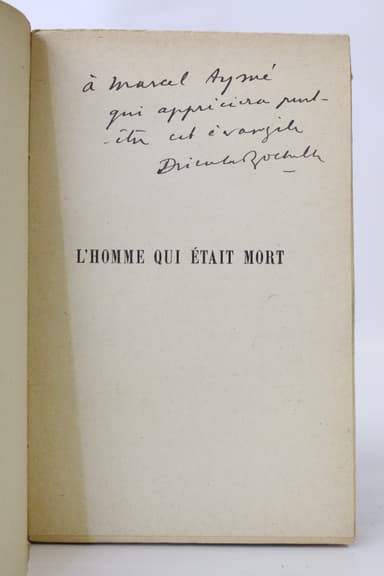 à Marcel Aymé
qui appréciera peut-
-être cet évangile
Drieu la Rochelle
L'HOMME QUI ÉTAIT MORT